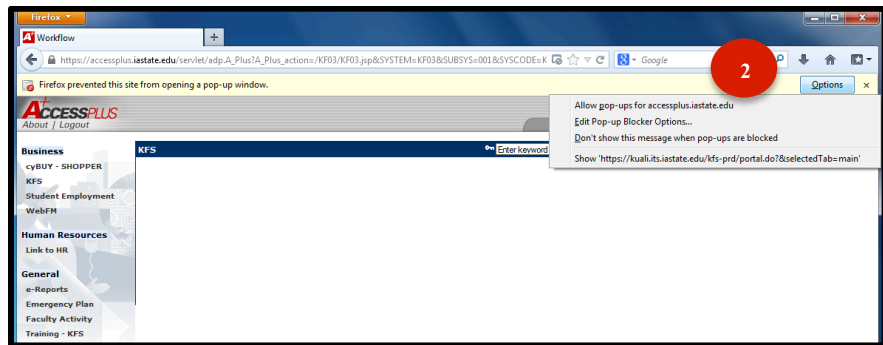 Firefox
Workflow
https://accessplus.iastate.edu/servlet/adp.A_Plus?A_Plus_action=/KF03/KF03.jsp&SYSTEM=KF03&SUBSYS=001&SYSCODE=K
Google
2
Firefox prevented this site from opening a pop-up window.
Options
Allow pop-ups for accessplus.iastate.edu
Edit Pop-up Blocker Options...
Don't show this message when pop-ups are blocked
Show 'https://kuali.its.iastate.edu/kfs-prd/portal.do?&selectedTab=main'
ACCESSPLUS
About / Logout
KFS
Enter keyword
Business
cyBUY - SHOPPER
KFS
Student Employment
WebFM
Human Resources
Link to HR
General
e-Reports
Emergency Plan
Faculty Activity
Training - KFS